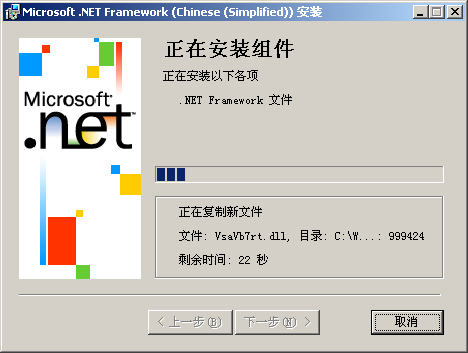 Microsoft .NET Framework (Chinese (Simplified)) 安装
Microsoft
.net™
正在安装组件
正在安装以下各项
.NET Framework 文件
正在复制新文件
文件: VsaVb7rt.dll, 目录: C:\W...: 999424
剩余时间: 22 秒
< 上一步(B) 下一步(N) > 取消